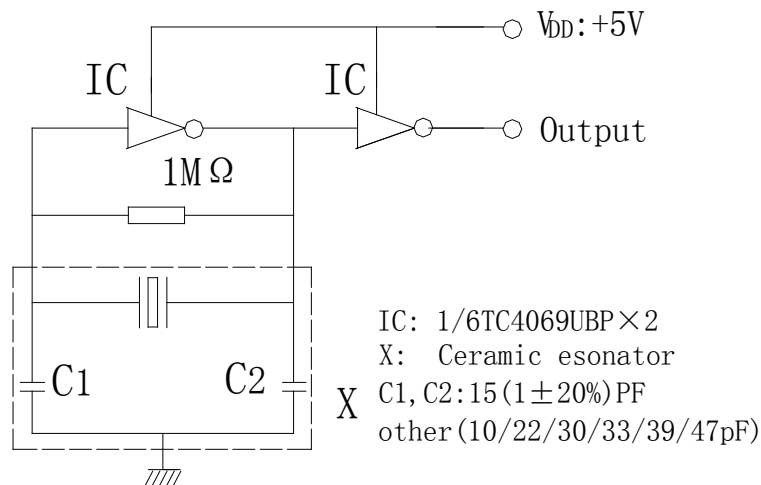 VDD:+5V
IC
IC
Output
1MΩ
C1
C2
X
IC: 1/6TC4069UBP×2
X: Ceramic esonator
C1,C2:15(1±20%)PF
other(10/22/30/33/39/47pF)